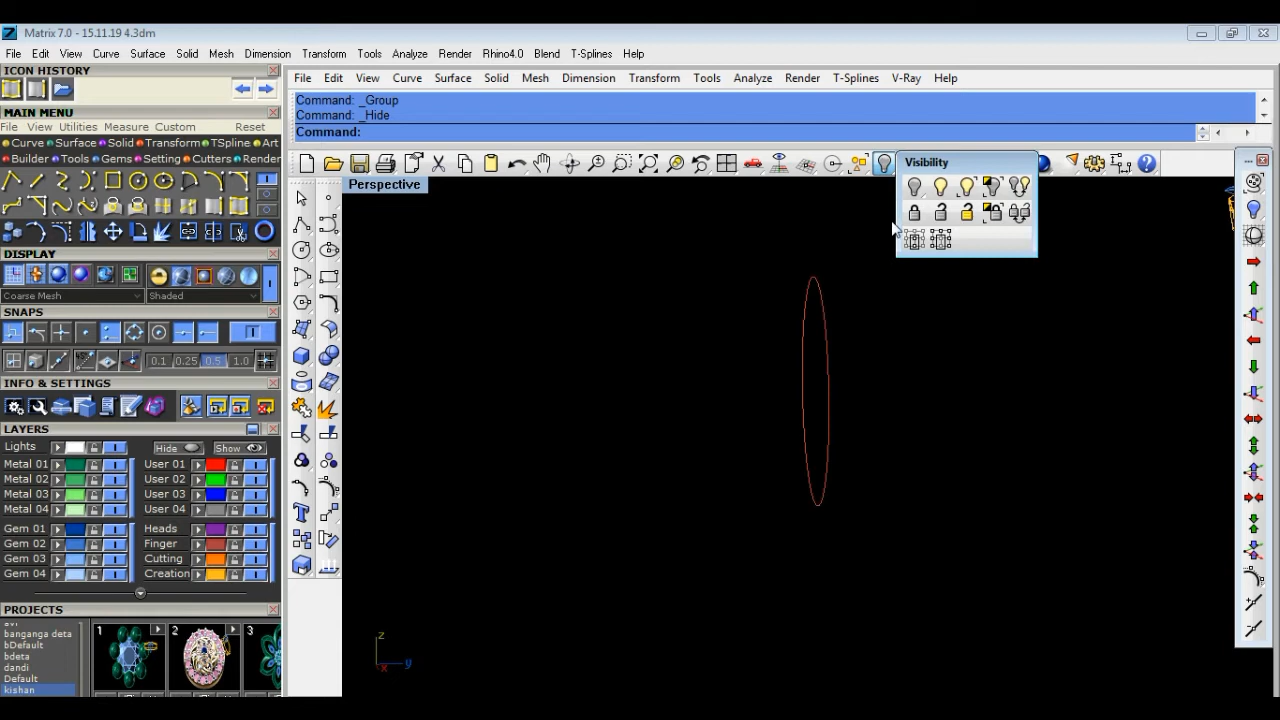 Matrix 7.0 - 15.11.19 4.3dm
File Edit View Curve Surface Solid Mesh Dimension Transform Tools Analyze Render Rhino4.0 Blend T-Splines Help
ICON HISTORY
MAIN MENU
File View Utilities Measure Custom Reset
Curve Surface Solid Transform TSpline Art
Builder Tools Gems Setting Cutters Render
DISPLAY
Coarse Mesh Shaded
SNAPS
0.1 0.25 0.5 1.0
INFO & SETTINGS
LAYERS
Lights Hide Show
Metal 01 User 01
Metal 02 User 02
Metal 03 User 03
Metal 04 User 04
Gem 01 Heads
Gem 02 Finger
Gem 03 Cutting
Gem 04 Creation
PROJECTS
banganga deta
bDefault
bdeta
dandi
Default
kishan
1 2 3
File Edit View Curve Surface Solid Mesh Dimension Transform Tools Analyze Render T-Splines V-Ray Help
Command: _Group
Command: _Hide
Command:
Visibility
Perspective
z
x y